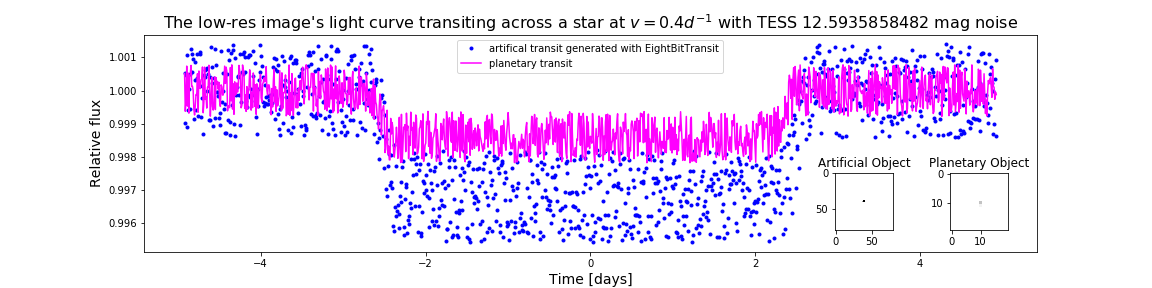 The low-res image's light curve transiting across a star at v = 0.4d⁻¹ with TESS 12.5935858482 mag noise
artifical transit generated with EightBitTransit
planetary transit
Relative flux
1.001
1.000
0.999
0.998
0.997
0.996
Artificial Object
Planetary Object
0
50
0
50
0
10
0
10
−4
−2
0
2
4
Time [days]